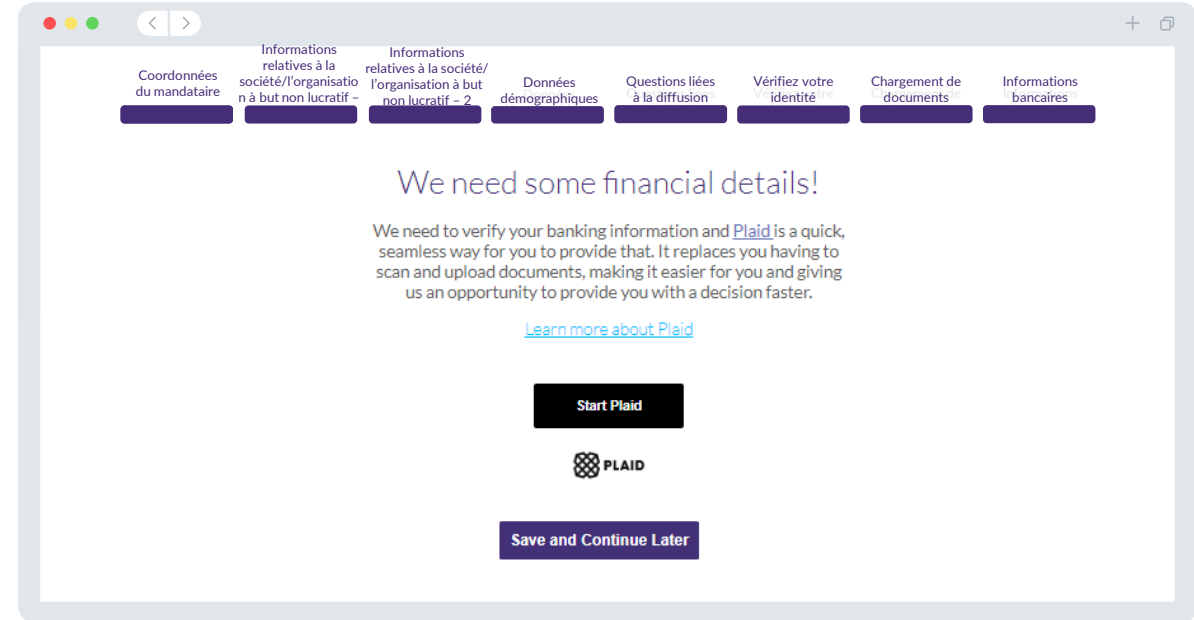 Coordonnées
du mandataire
Informations
relatives à la
société/l'organisatio
n à but non lucratif –
Informations
relatives à la société/
l'organisation à but
non lucratif – 2
Données
démographiques
Questions liées
à la diffusion
Vérifiez votre
identité
Chargement de
documents
Informations
bancaires
We need some financial details!
We need to verify your banking information and Plaid is a quick,
seamless way for you to provide that. It replaces you having to
scan and upload documents, making it easier for you and giving
us an opportunity to provide you with a decision faster.
Learn more about Plaid
Start Plaid
PLAID
Save and Continue Later